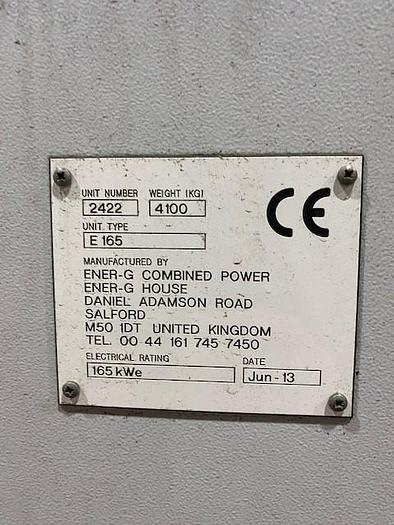 UNIT NUMBER WEIGHT (KG)
2422 4100
CE
UNIT TYPE
E 165
MANUFACTURED BY
ENER-G COMBINED POWER
ENER-G HOUSE
DANIEL ADAMSON ROAD
SALFORD
M50 1DT UNITED KINGDOM
TEL. 00 44 161 745 7450
ELECTRICAL RATING DATE
165 kWe Jun - 13